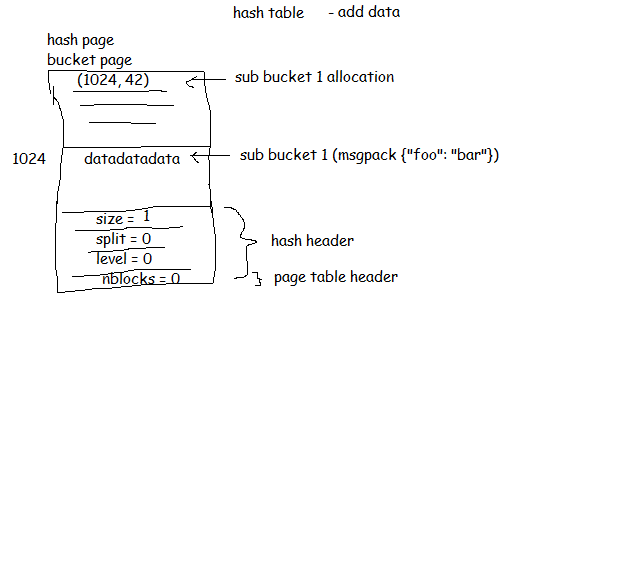 hash table - add data
hash page
bucket page
(1024, 42)
sub bucket 1 allocation
1024
datadatadata
sub bucket 1 (msgpack {"foo": "bar"})
size = 1
split = 0
level = 0
hash header
nblocks = 0
page table header